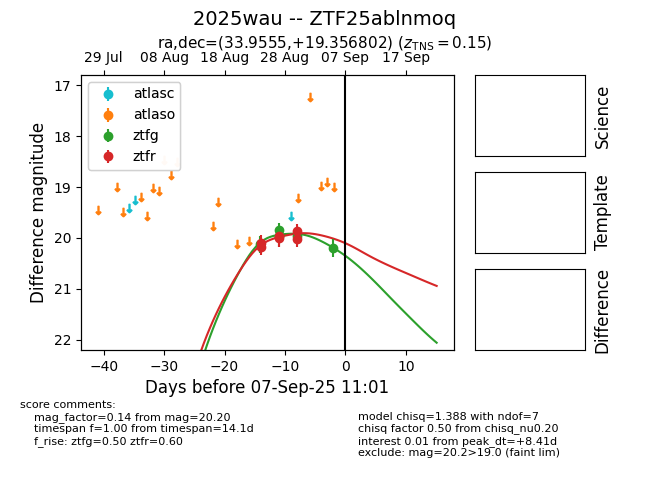 2025wau -- ZTF25ablnmoq
ra,dec=(33.9555,+19.356802) (z_TNS = 0.15)
29 Jul 08 Aug 18 Aug 28 Aug 07 Sep 17 Sep
atlasc
atlaso
ztfg
ztfr
17
18
19
20
21
22
Difference magnitude
−40 −30 −20 −10 0 10
Days before 07-Sep-25 11:01
Science
Template
Difference
score comments:
mag_factor=0.14 from mag=20.20
timespan f=1.00 from timespan=14.1d
f_rise: ztfg=0.50 ztfr=0.60
model chisq=1.388 with ndof=7
chisq factor 0.50 from chisq_nu0.20
interest 0.01 from peak_dt=+8.41d
exclude: mag=20.2>19.0 (faint lim)